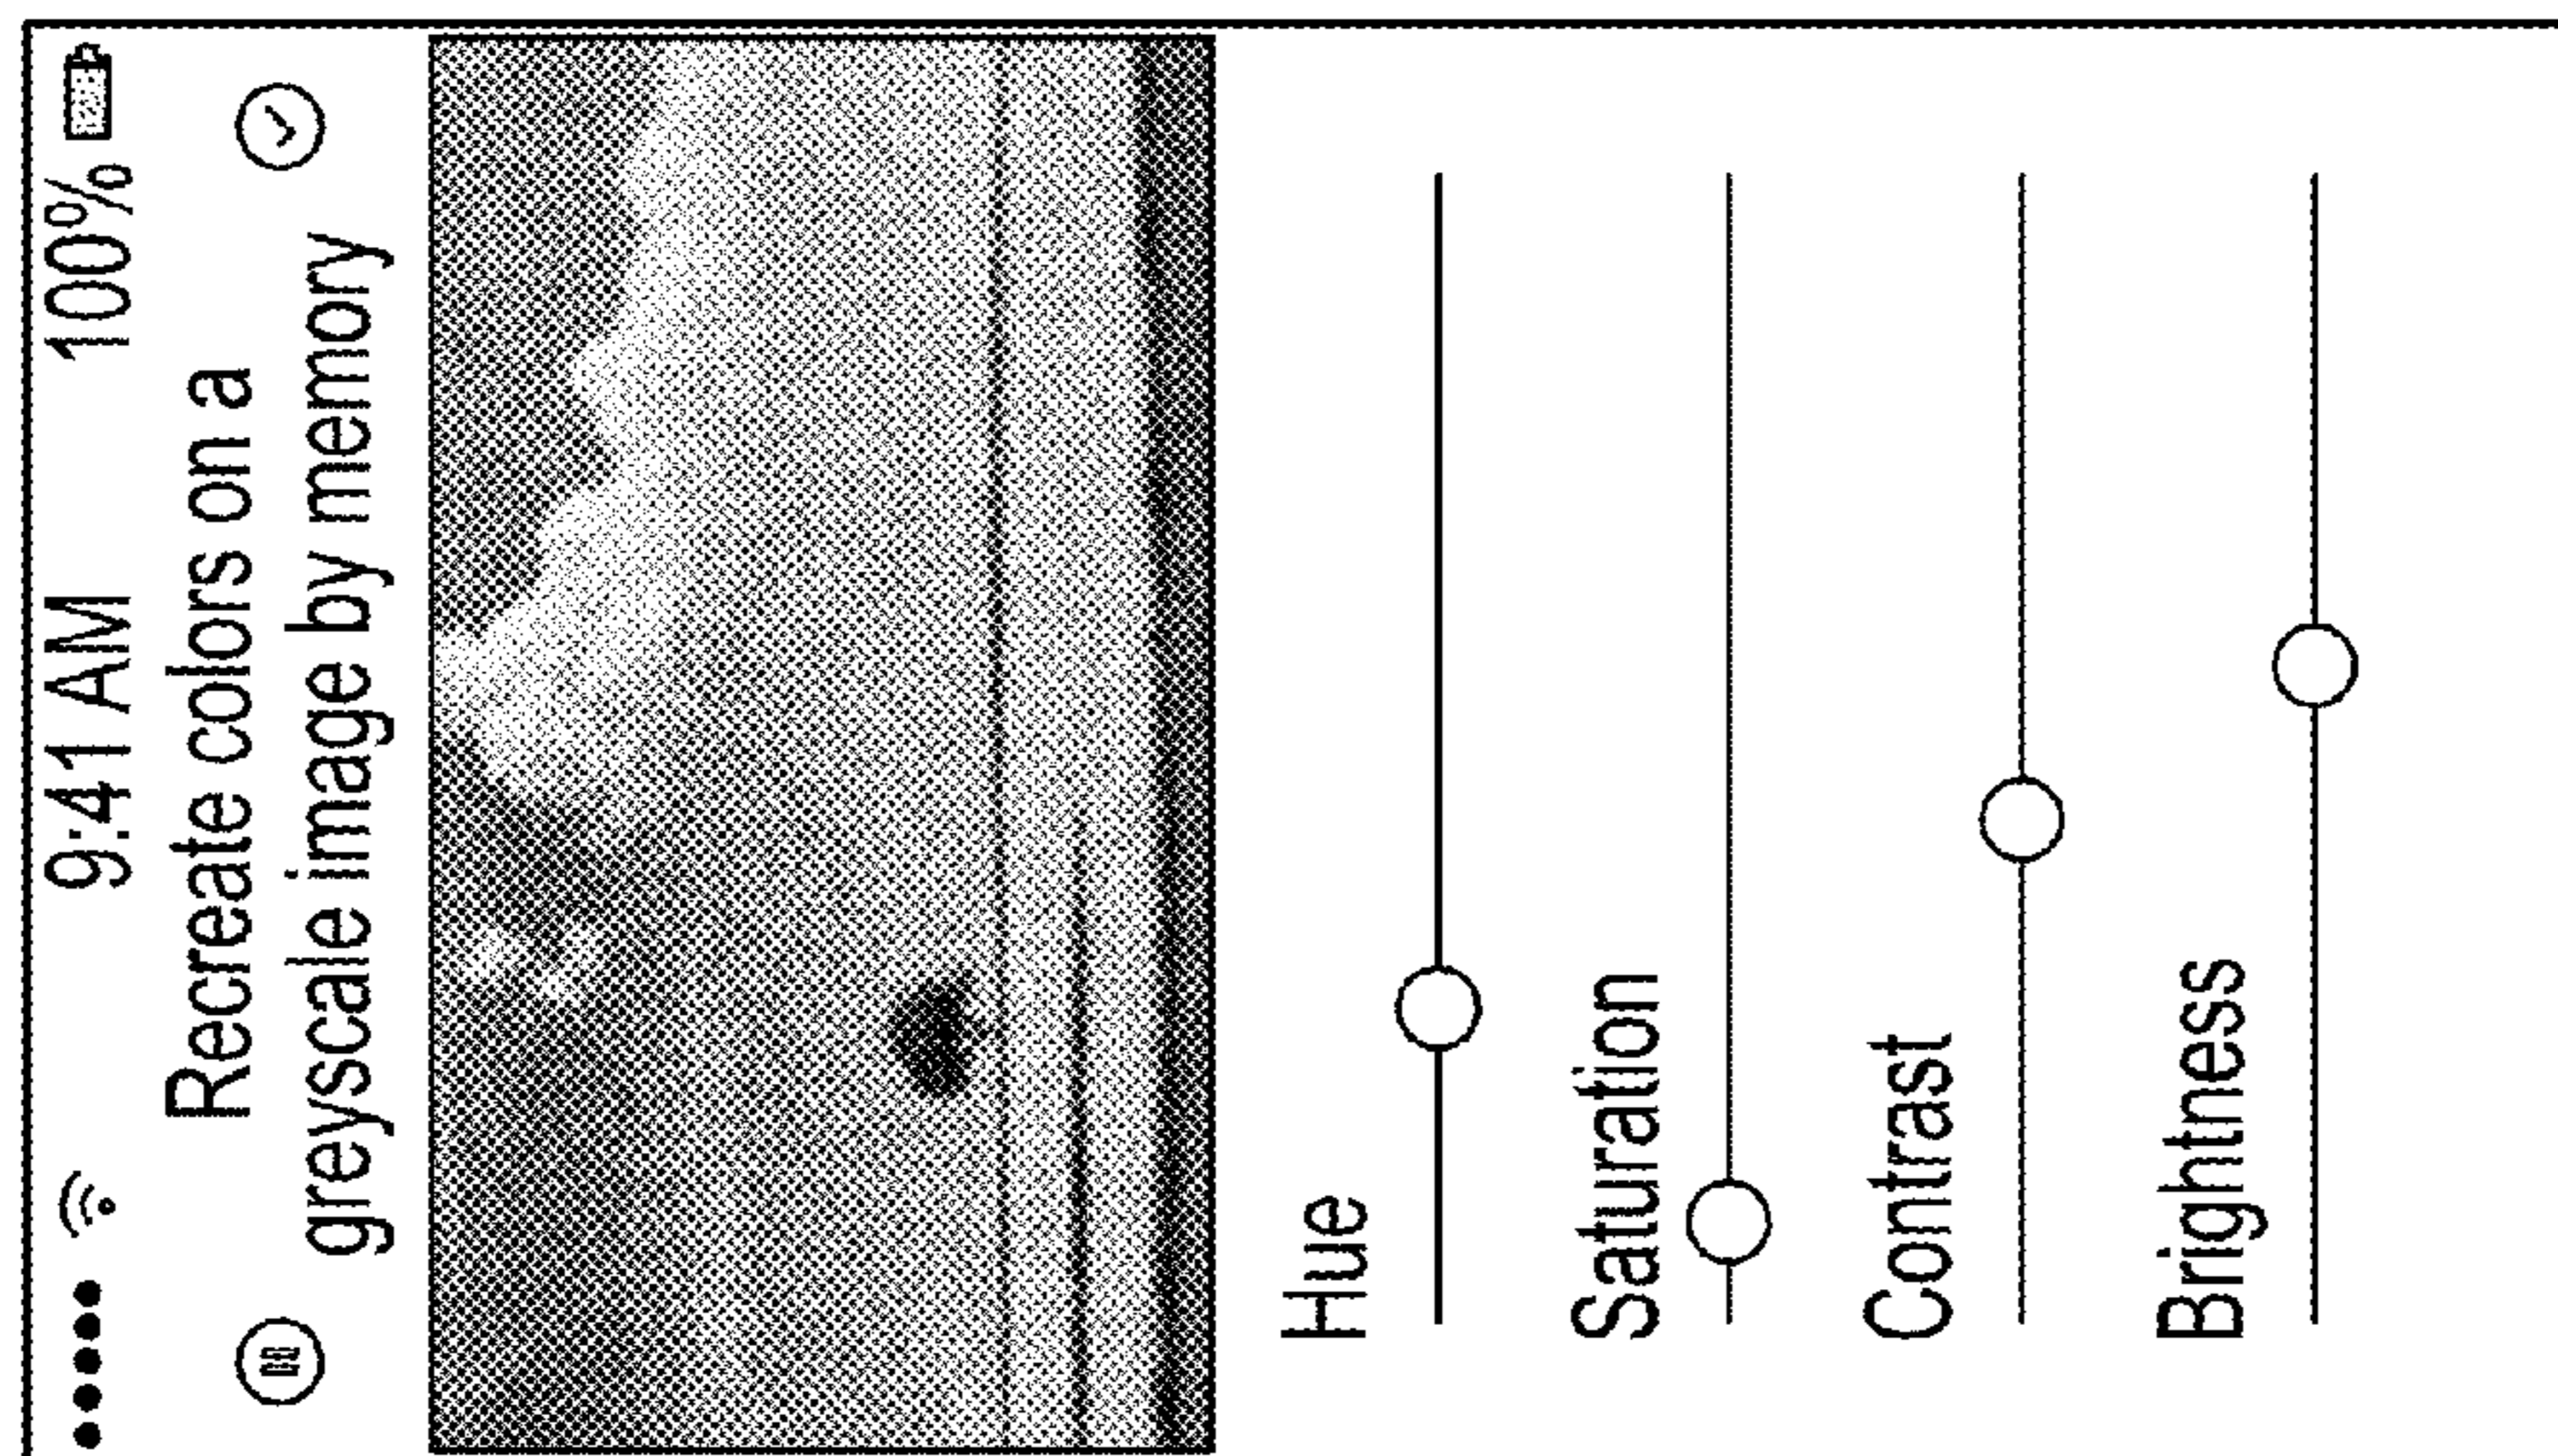 9:41 AM 100%
Recreate colors on a
greyscale image by memory
Hue
Saturation
Contrast
Brightness